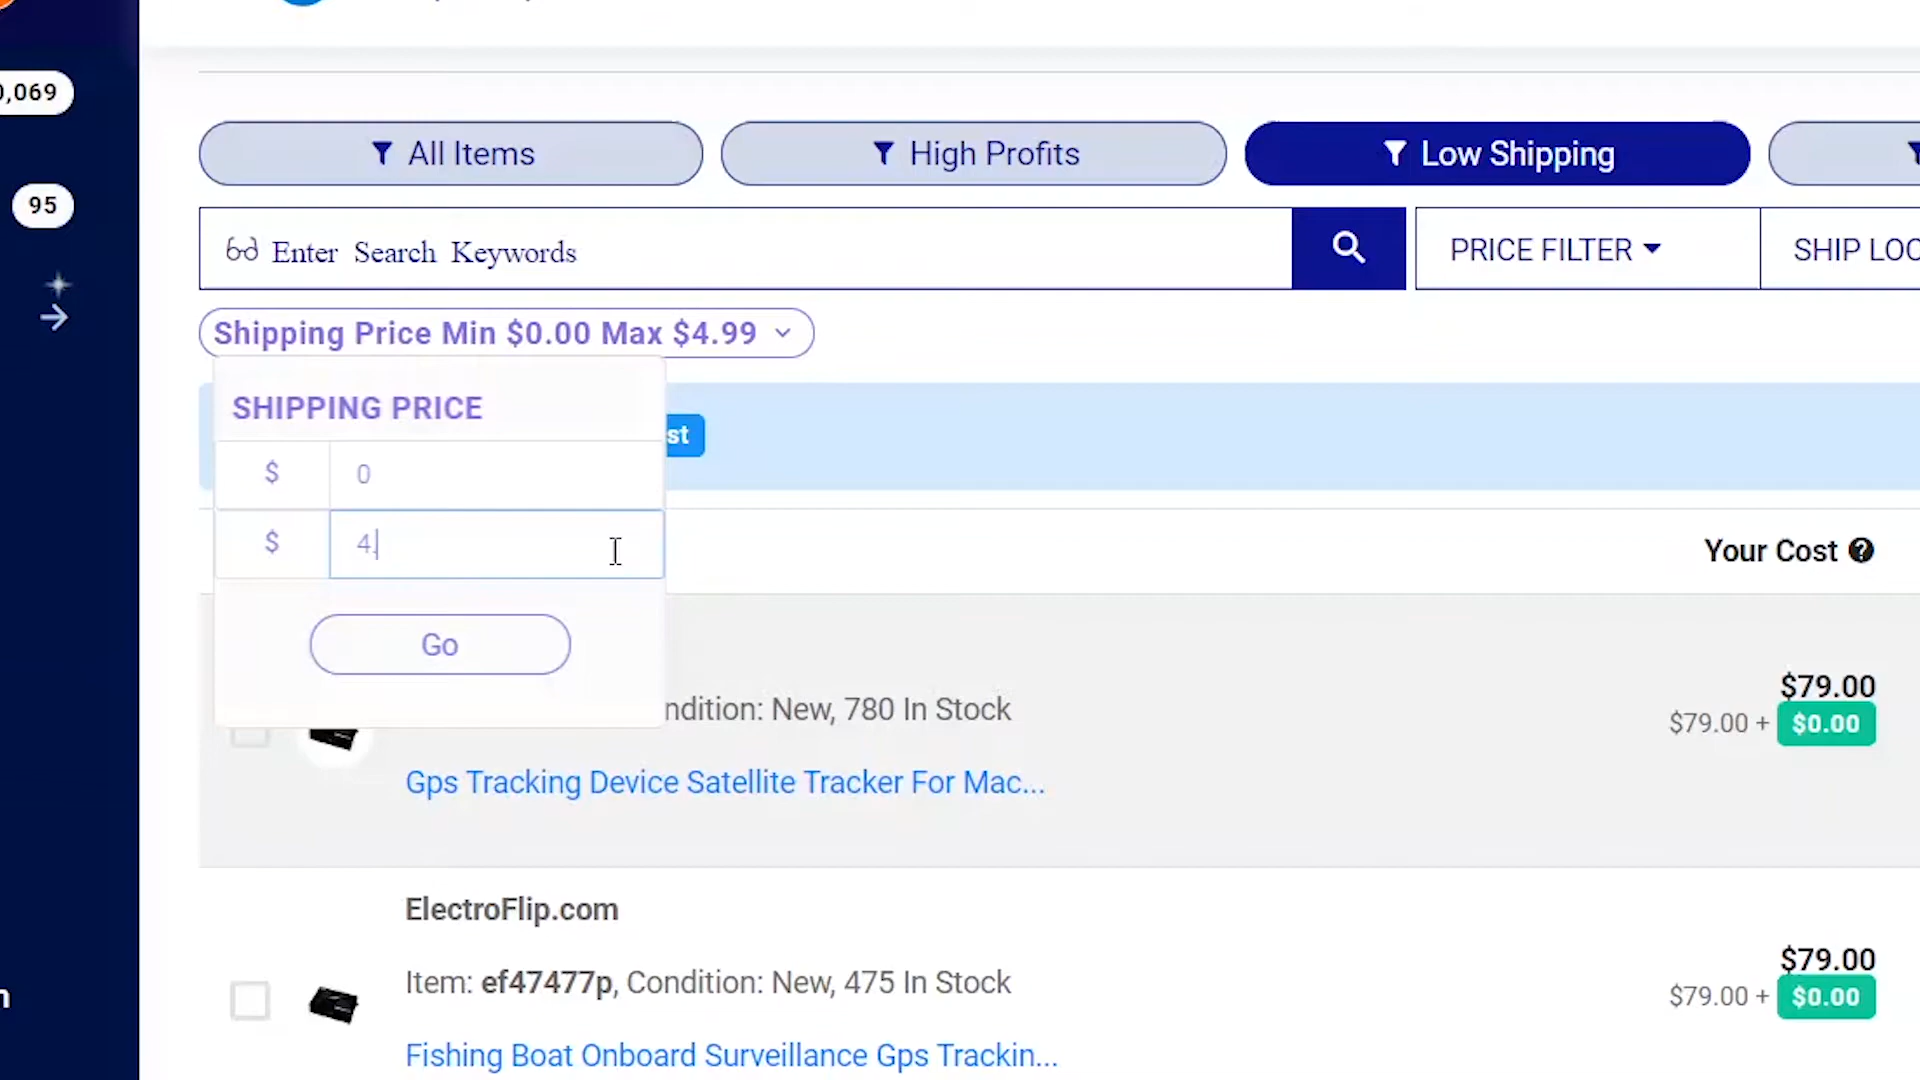 0,069
All Items
High Profits
Low Shipping
95
Enter Search Keywords
PRICE FILTER
SHIP LOC
Shipping Price Min $0.00 Max $4.99
SHIPPING PRICE
st
$ 0
$ 4.
Your Cost ?
Go
$79.00
ndition: New, 780 In Stock
$79.00 + $0.00
Gps Tracking Device Satellite Tracker For Mac...
ElectroFlip.com
$79.00
Item: ef47477p, Condition: New, 475 In Stock
$79.00 + $0.00
Fishing Boat Onboard Surveillance Gps Trackin...